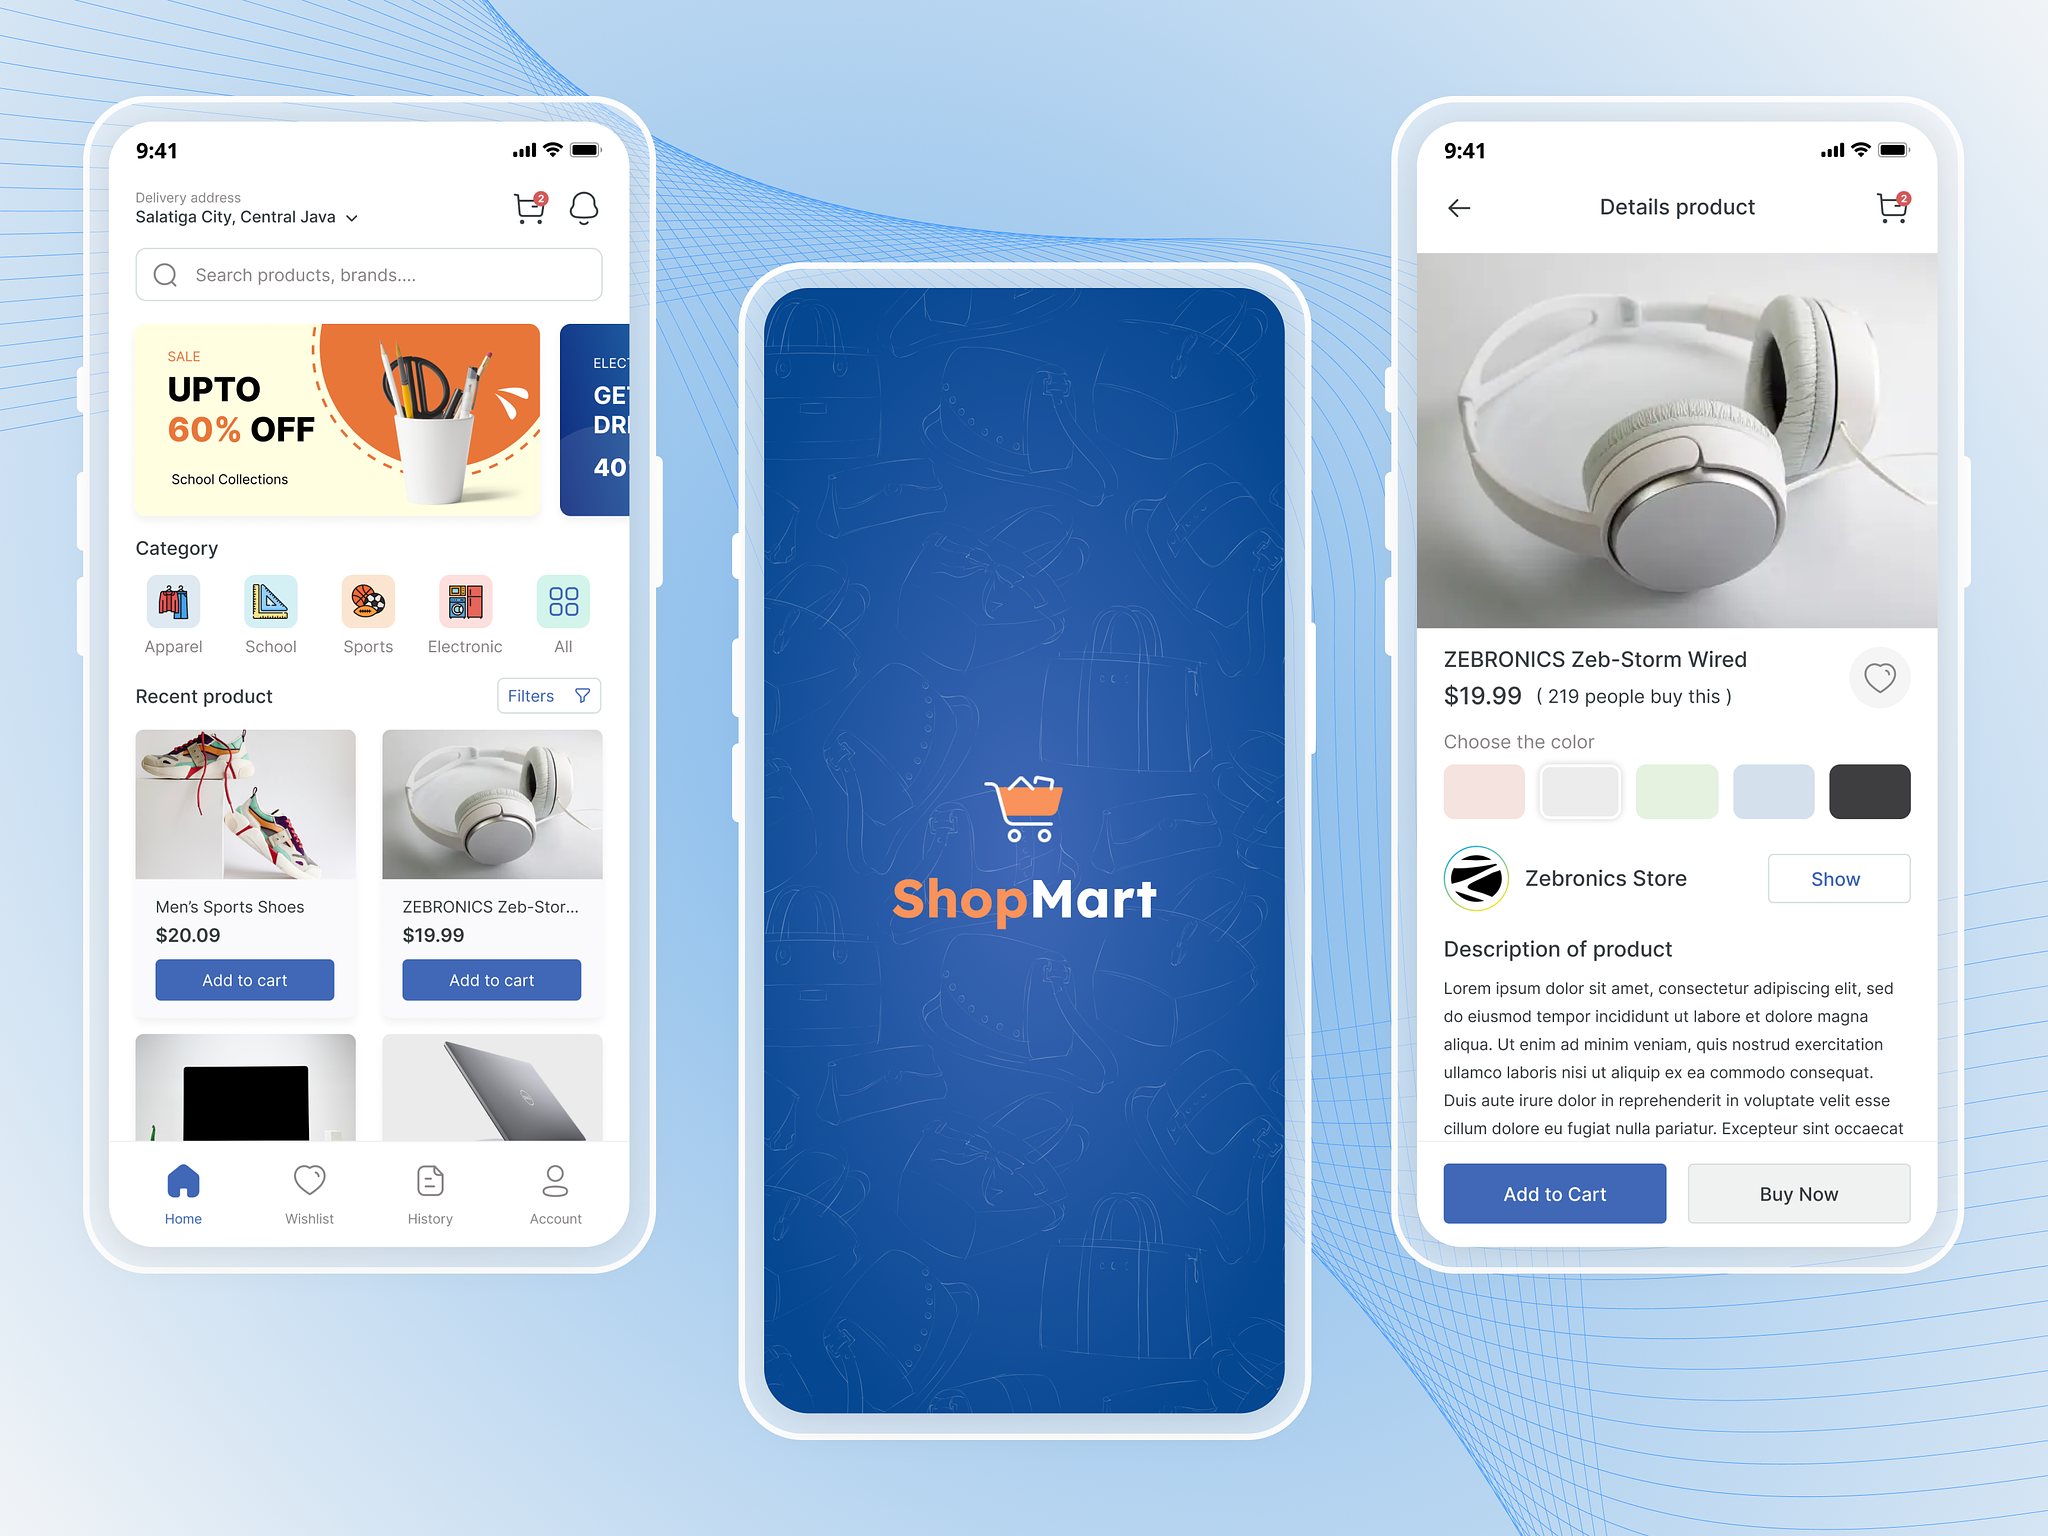 9:41
Delivery address
Salatiga City, Central Java
2
Search products, brands....
SALE
UPTO
60% OFF
School Collections
ELECT
GE
DRI
40
Category
Apparel
School
Sports
Electronic
All
Recent product
Filters
Men's Sports Shoes
$20.09
Add to cart
ZEBRONICS Zeb-Stor...
$19.99
Add to cart
Home
Wishlist
History
Account
ShopMart
9:41
Details product
2
ZEBRONICS Zeb-Storm Wired
$19.99 ( 219 people buy this )
Choose the color
Zebronics Store
Show
Description of product
Lorem ipsum dolor sit amet, consectetur adipiscing elit, sed
do eiusmod tempor incididunt ut labore et dolore magna
aliqua. Ut enim ad minim veniam, quis nostrud exercitation
ullamco laboris nisi ut aliquip ex ea commodo consequat.
Duis aute irure dolor in reprehenderit in voluptate velit esse
cillum dolore eu fugiat nulla pariatur. Excepteur sint occaecat
Add to Cart
Buy Now